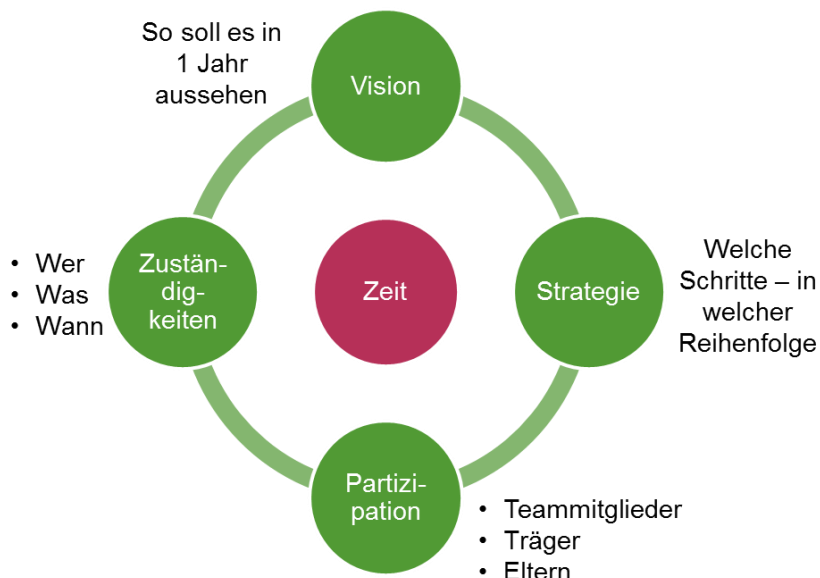 So soll es in
1 Jahr
aussehen
Vision
• Wer
• Was
• Wann
Zustän-
dig-
keiten
Zeit
Strategie
Welche
Schritte – in
welcher
Reihenfolge
Partizi-
pation
• Teammitglieder
• Träger
• Eltern